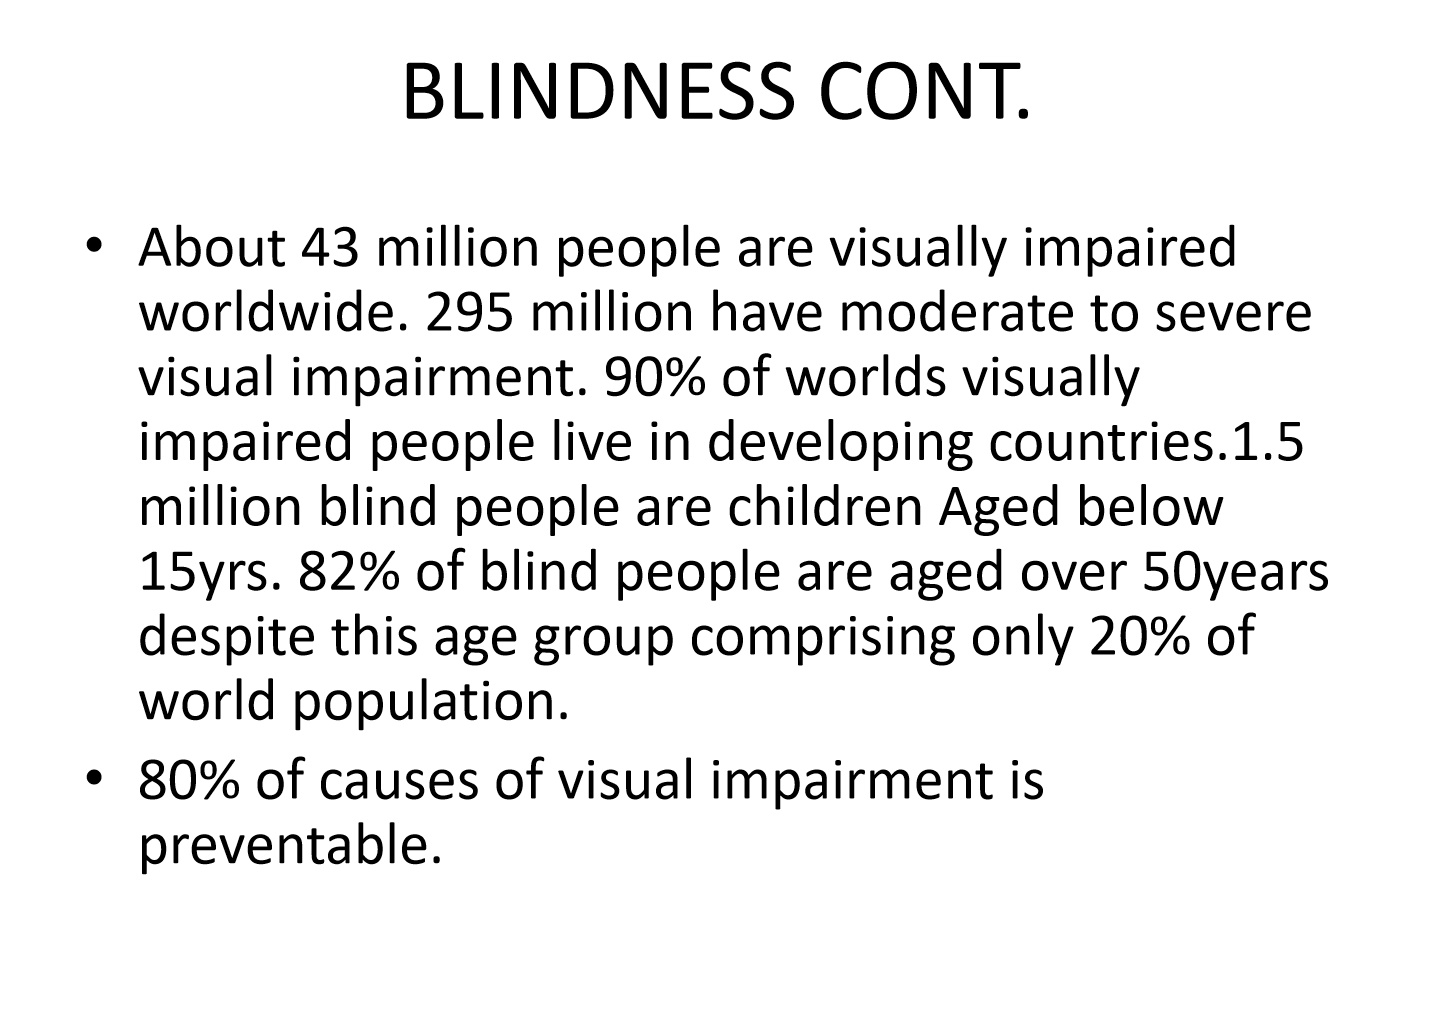 BLINDNESS CONT.
• About 43 million people are visually impaired
worldwide. 295 million have moderate to severe
visual impairment. 90% of worlds visually
impaired people live in developing countries.1.5
million blind people are children Aged below
15yrs. 82% of blind people are aged over 50years
despite this age group comprising only 20% of
world population.
• 80% of causes of visual impairment is
preventable.